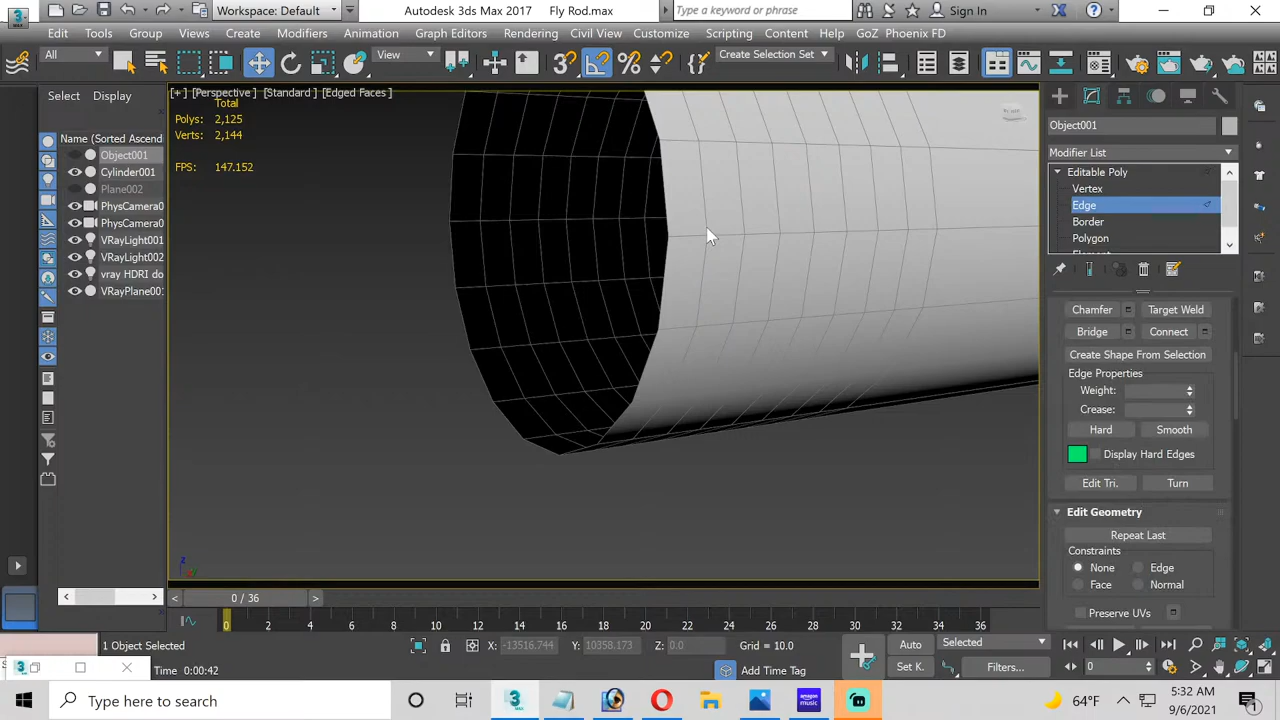 Workspace: Default
Autodesk 3ds Max 2017 Fly Rod.max
Type a keyword or phrase
Sign In
Edit Tools Group Views Create Modifiers Animation Graph Editors Rendering Civil View Customize Scripting Content Help GoZ Phoenix FD
All
View
Create Selection Set
Select Display
Name (Sorted Ascend
Object001
Cylinder001
Plane002
PhysCamera0
PhysCamera0
VRayLight001
VRayLight002
vray HDRI do
VRayPlane001
[+] [Perspective] [Standard] [Edged Faces]
Total
Polys: 2,125
Verts: 2,144
FPS: 147.152
Object001
Modifier List
Editable Poly
Vertex
Edge
Border
Polygon
Chamfer Target Weld
Bridge Connect
Create Shape From Selection
Edge Properties
Weight:
Crease:
Hard Smooth
Display Hard Edges
Edit Tri. Turn
Edit Geometry
Repeat Last
Constraints
None Edge
Face Normal
Preserve UVs
< 0 / 36 >
0 2 4 6 8 10 12 14 16 18 20 22 24 26 28 30 32 34 36
1 Object Selected
X: -13516.744 Y: 10358.173 Z: 0.0 Grid = 10.0
Auto Selected
Time: 0:00:42
Add Time Tag
Set K. Filters...
0
Type here to search
amazon music
64°F
5:32 AM
9/6/2021